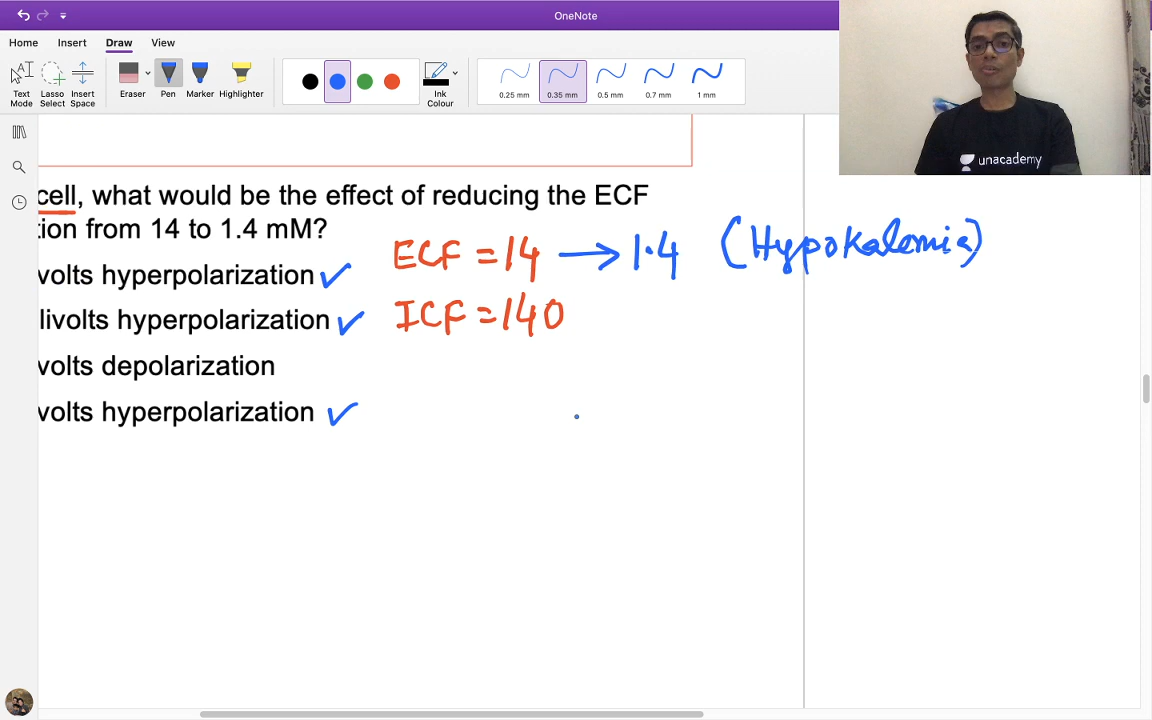 OneNote
Home Insert Draw View
Text Mode
Lasso Select
Insert Space
Eraser
Pen
Marker
Highlighter
Ink Colour
0.25 mm
0.35 mm
0.5 mm
0.7 mm
1 mm
unacademy
cell, what would be the effect of reducing the ECF
tion from 14 to 1.4 mM?
ECF = 14 → 1.4 (Hypokalemia)
volts hyperpolarization ✓
ICF = 140
livolts hyperpolarization ✓
volts depolarization
volts hyperpolarization ✓